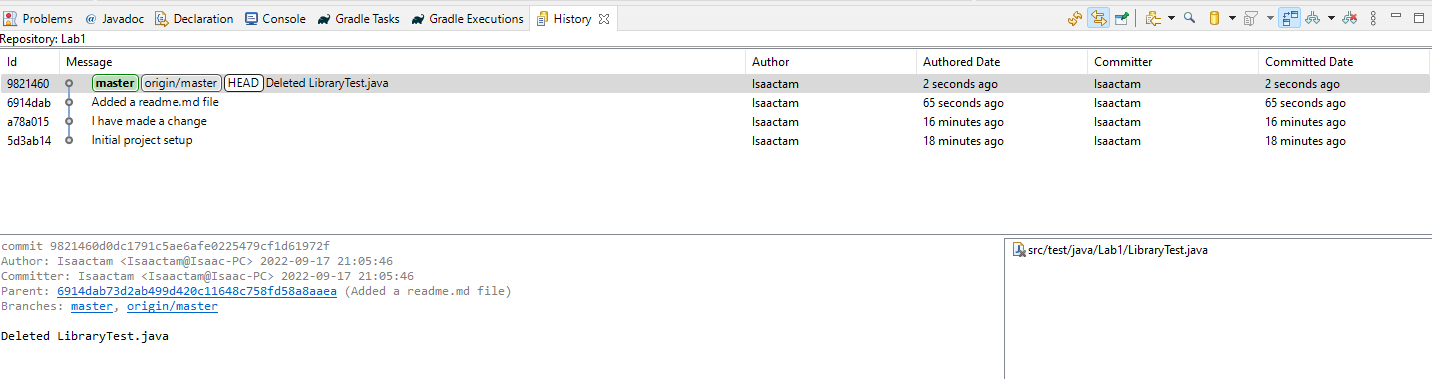 Problems @ Javadoc Declaration Console Gradle Tasks Gradle Executions History
Repository: Lab1
Id Message Author Authored Date Committer Committed Date
9821460 master origin/master HEAD Deleted LibraryTest.java Isaactam 2 seconds ago Isaactam 2 seconds ago
6914dab Added a readme.md file Isaactam 65 seconds ago Isaactam 65 seconds ago
a78a015 I have made a change Isaactam 16 minutes ago Isaactam 16 minutes ago
5d3ab14 Initial project setup Isaactam 18 minutes ago Isaactam 18 minutes ago
commit 9821460d0dc1791c5ae6afe0225479cf1d61972f
src/test/java/Lab1/LibraryTest.java
Author: Isaactam <Isaactam@Isaac-PC> 2022-09-17 21:05:46
Committer: Isaactam <Isaactam@Isaac-PC> 2022-09-17 21:05:46
Parent: 6914dab73d2ab499d420c11648c758fd58a8aaea (Added a readme.md file)
Branches: master, origin/master
Deleted LibraryTest.java